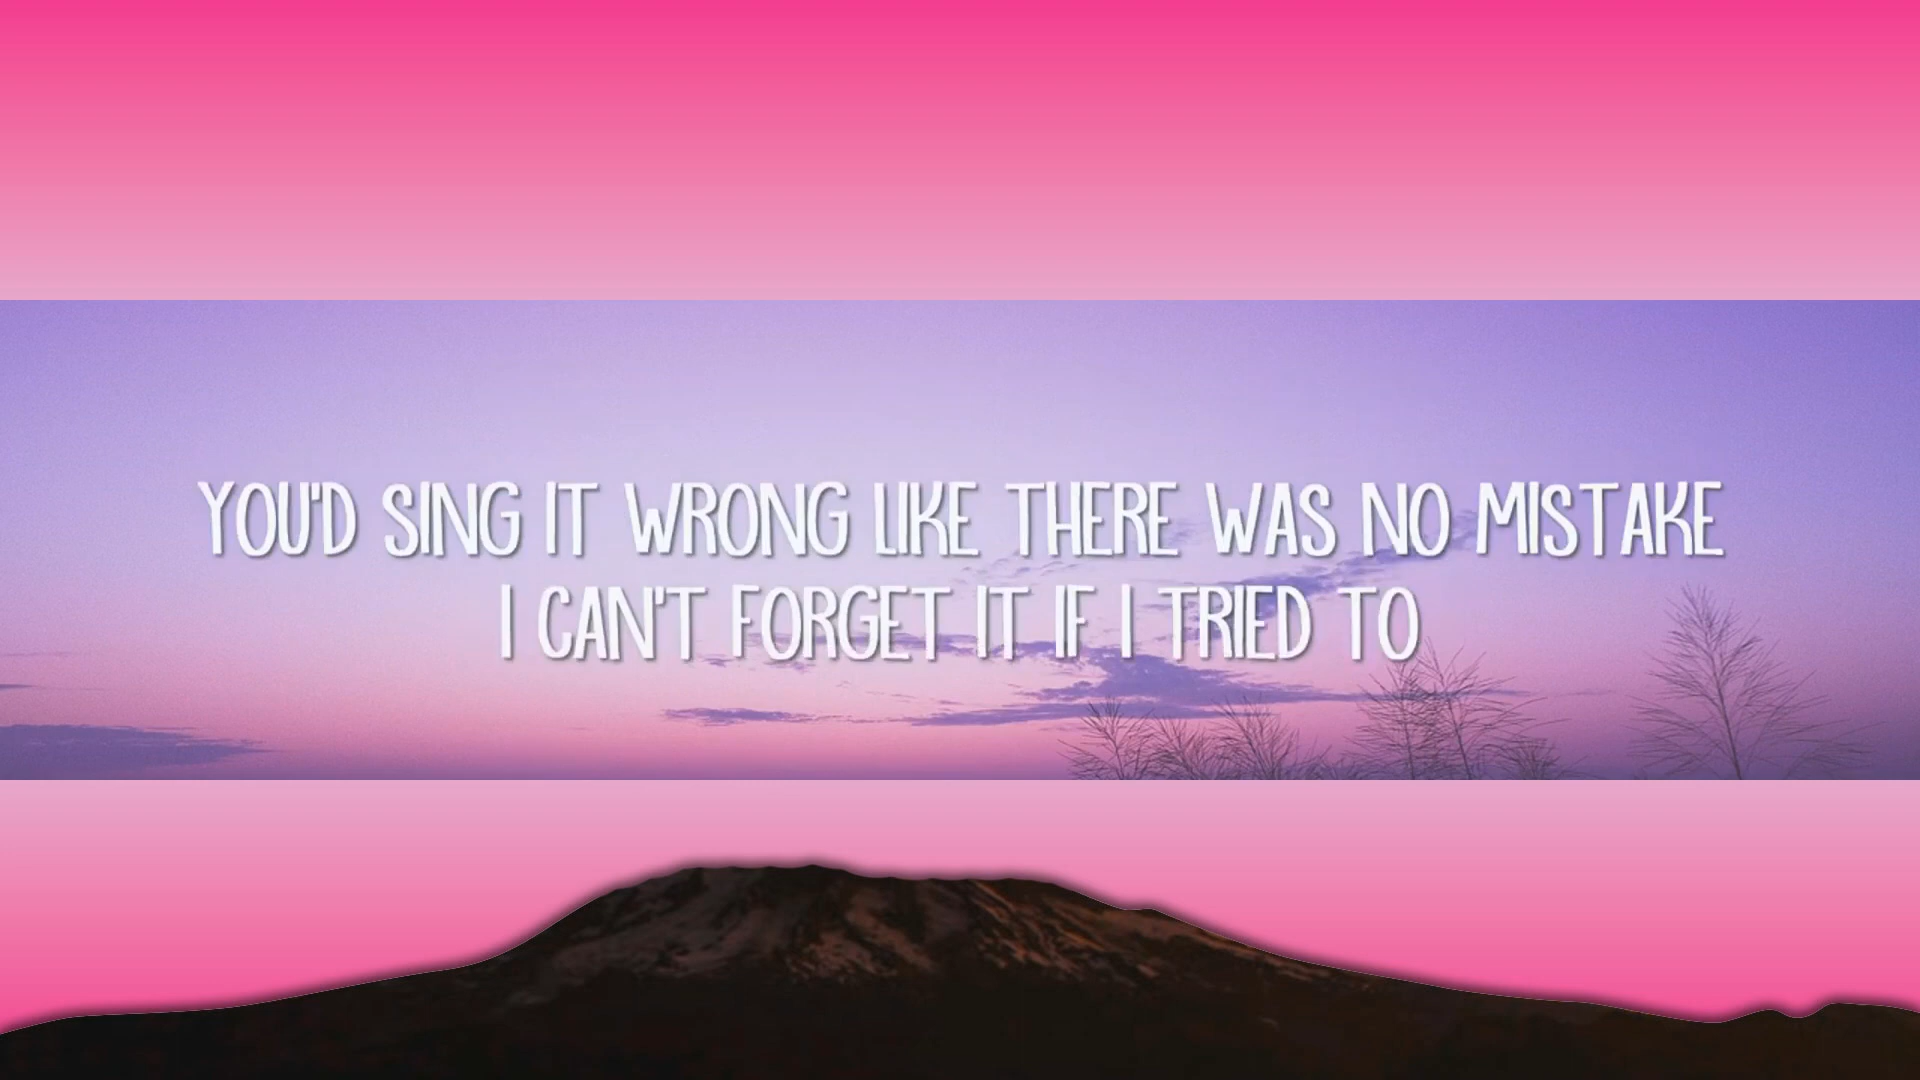 YOU'D SING IT WRONG LIKE THERE WAS NO MISTAKE
I CAN'T FORGET IT IF I TRIED TO